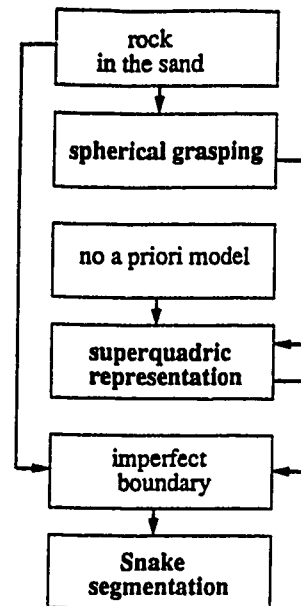 rock
in the sand
spherical grasping
no a priori model
superquadric
representation
imperfect
boundary
Snake
segmentation